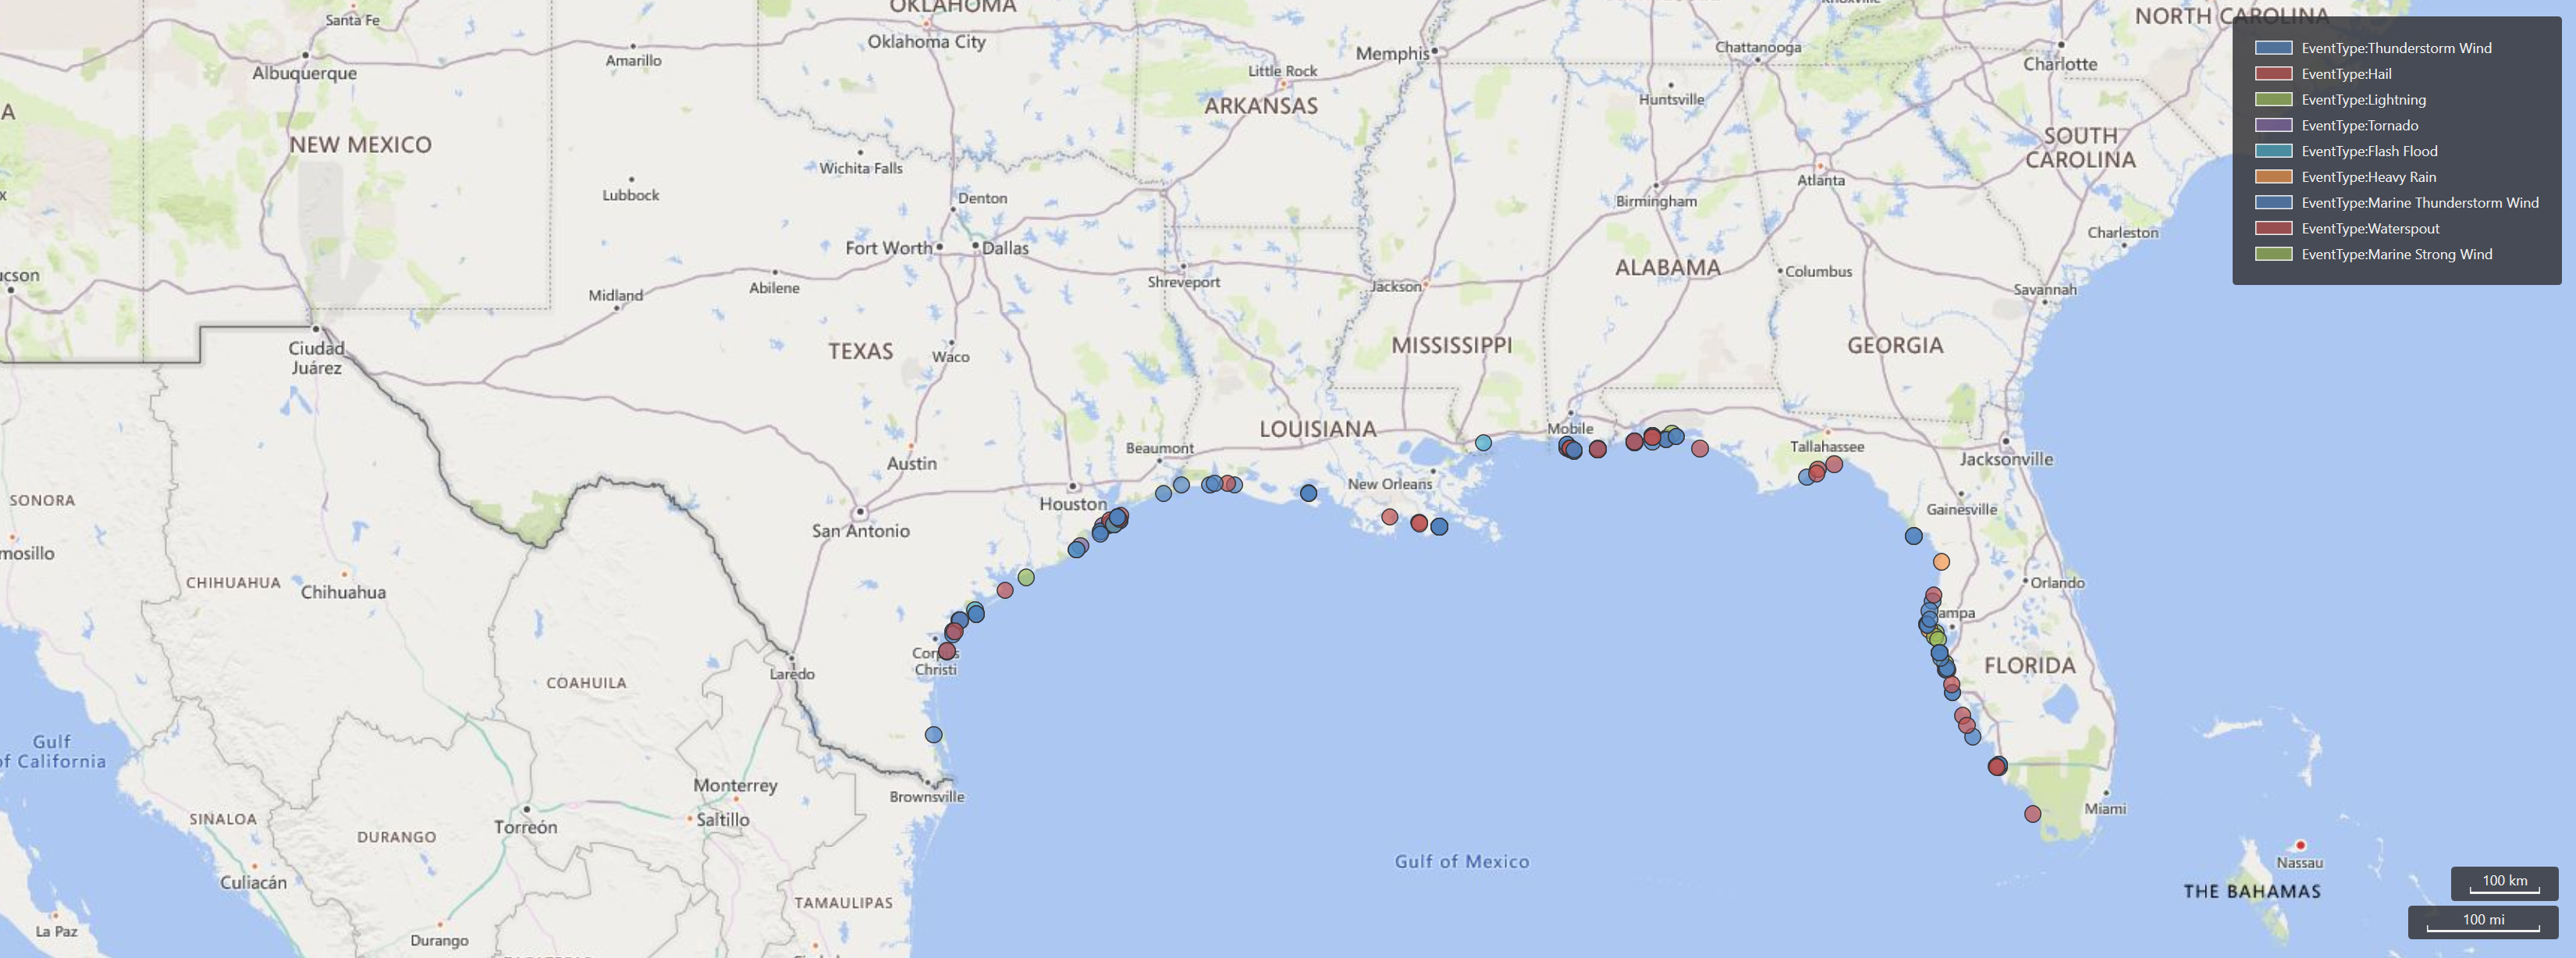 Santa Fe
OKLAHOMA
NORTH CAROLINA
Oklahoma City
Memphis
Chattanooga
Charlotte
Albuquerque
Amarillo
Little Rock
Huntsville
ARKANSAS
A
NEW MEXICO
SOUTH
CAROLINA
Wichita Falls
Atlanta
Lubbock
Denton
Birmingham
Charleston
Fort Worth
Dallas
ucson
Midland
Abilene
Shreveport
Jackson
ALABAMA
Columbus
Savannah
Ciudad
Juárez
TEXAS
Waco
MISSISSIPPI
GEORGIA
LOUISIANA
Mobile
Beaumont
Tallahassee
Jacksonville
Austin
New Orleans
SONORA
Houston
San Antonio
Gainesville
mosillo
CHIHUAHUA
Chihuahua
Orlando
ampa
Corpus
Christi
Laredo
COAHUILA
FLORIDA
Gulf
of California
Monterrey
Brownsville
SINALOA
DURANGO
Torreón
Saltillo
Miami
Gulf of Mexico
Nassau
Culiacán
THE BAHAMAS
TAMAULIPAS
La Paz
Durango
EventType:Thunderstorm Wind
EventType:Hail
EventType:Lightning
EventType:Tornado
EventType:Flash Flood
EventType:Heavy Rain
EventType:Marine Thunderstorm Wind
EventType:Waterspout
EventType:Marine Strong Wind
100 km
100 mi